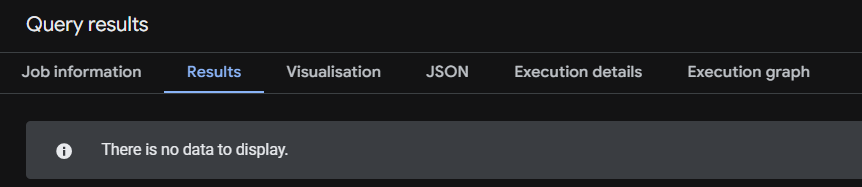 Query results
Job information Results Visualisation JSON Execution details Execution graph
There is no data to display.